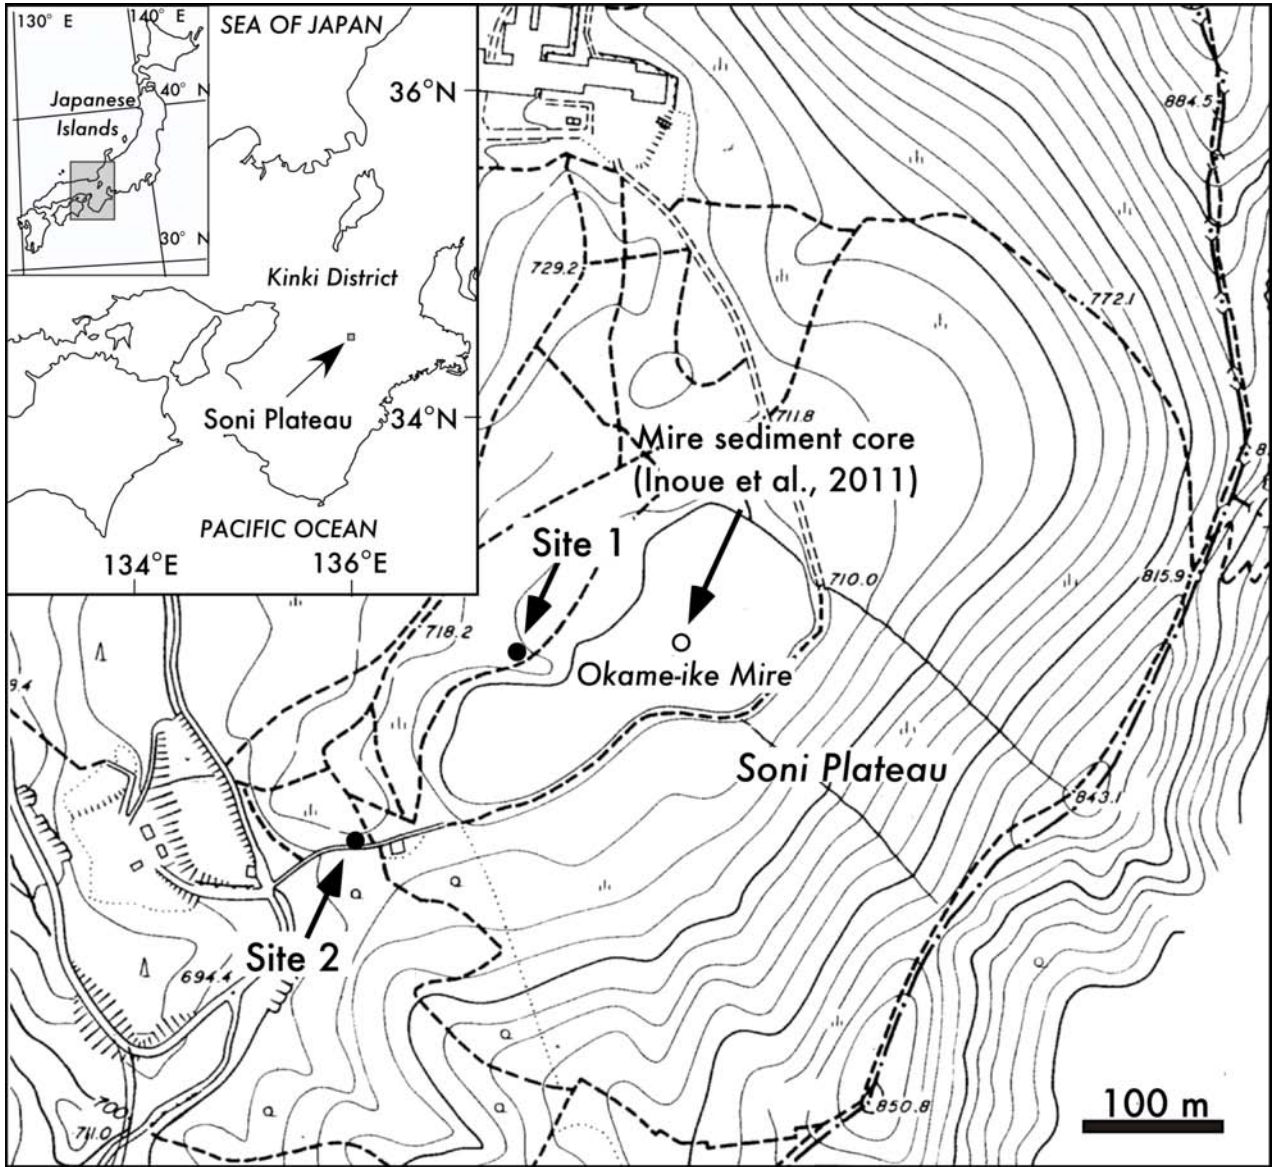 130° E
140° E
SEA OF JAPAN
40° N
Japanese
Islands
30° N
36°N
Kinki District
Soni Plateau
34°N
PACIFIC OCEAN
134°E
136°E
884.5
729.2
772.1
711.8
Mire sediment core
(Inoue et al., 2011)
Site 1
710.0
815.9
718.2
Okame-ike Mire
9.4
Soni Plateau
843.1
Site 2
694.4
700
711.0
850.8
100 m